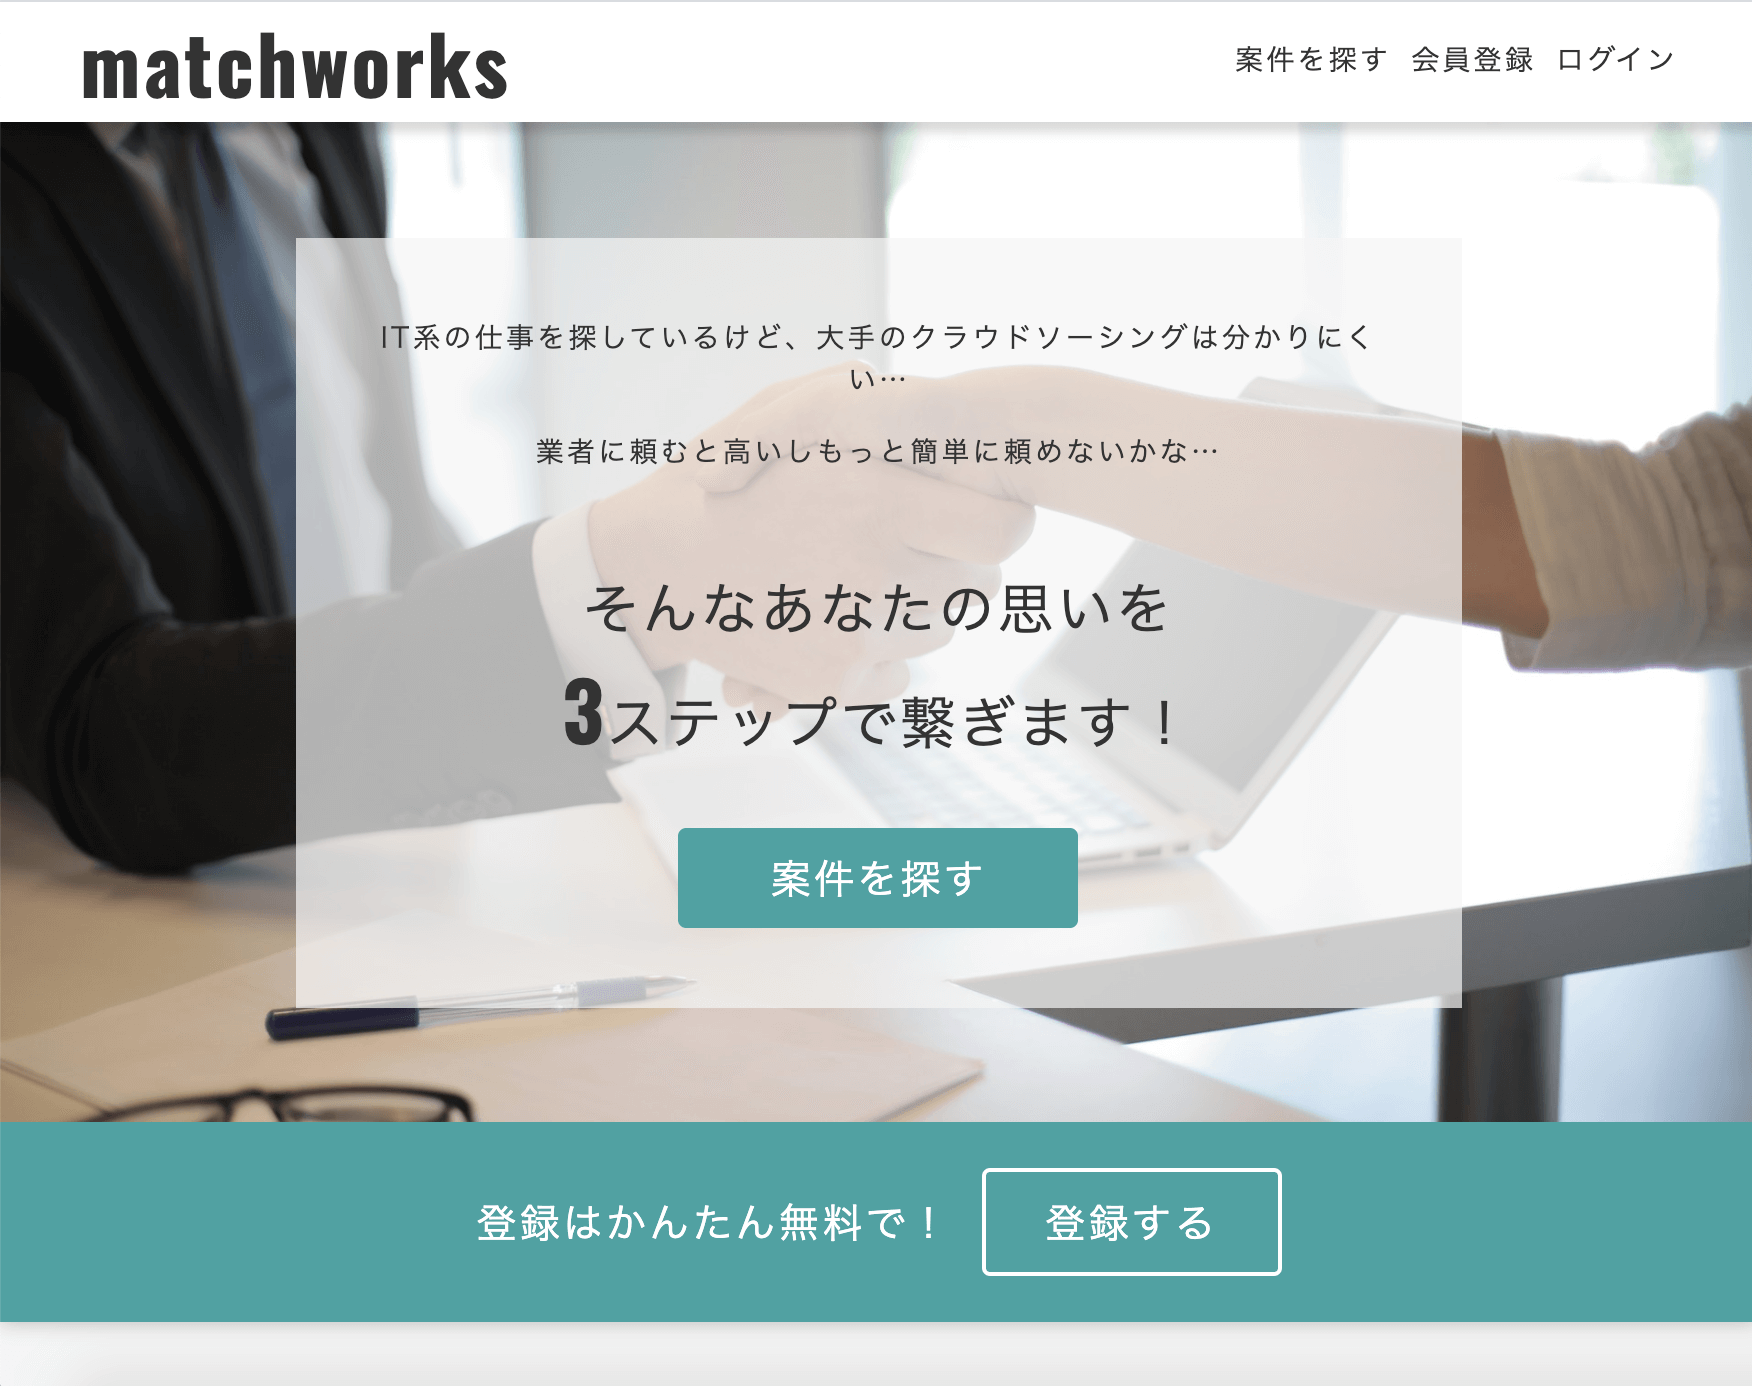 matchworks
案件を探す 会員登録 ログイン
IT系の仕事を探しているけど、大手のクラウドソーシングは分かりにく
い…
業者に頼むと高いしもっと簡単に頼めないかな…
そんなあなたの思いを
3ステップで繋ぎます！
案件を探す
登録はかんたん無料で！ 登録する